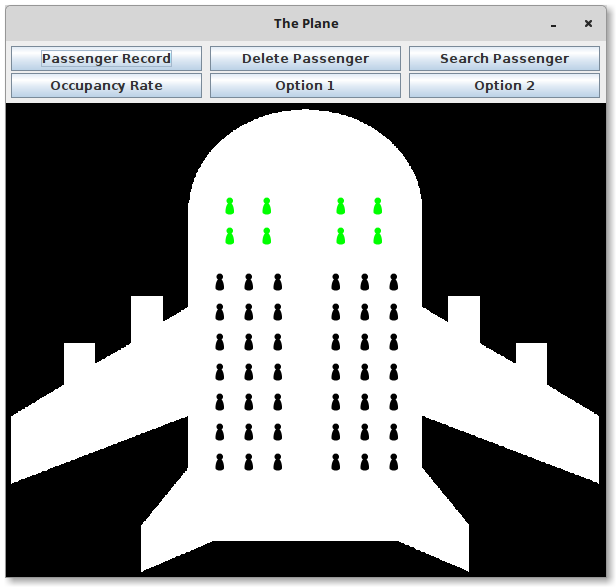 The Plane
Passenger Record
Delete Passenger
Search Passenger
Occupancy Rate
Option 1
Option 2